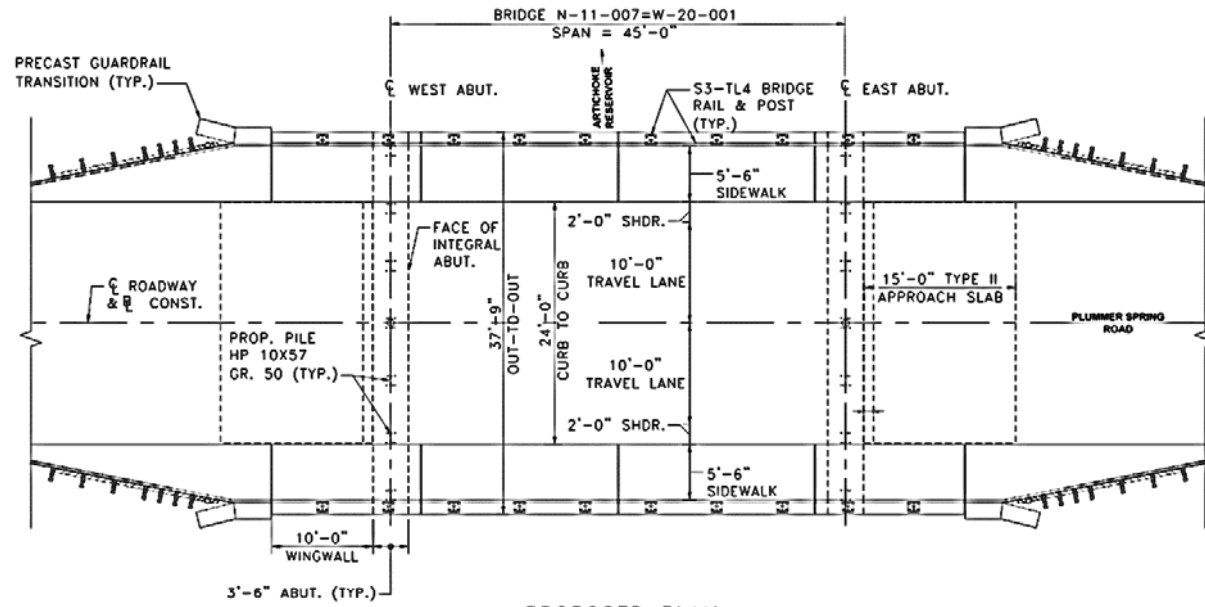 BRIDGE N-11-007=W-20-001
SPAN = 45'-0"
PRECAST GUARDRAIL
TRANSITION (TYP.)
℄ WEST ABUT.
ARTICHOKE
RESERVOIR
S3-TL4 BRIDGE
RAIL & POST
(TYP.)
℄ EAST ABUT.
5'-6"
SIDEWALK
2'-0" SHDR.
FACE OF
INTEGRAL
ABUT.
10'-0"
TRAVEL LANE
15'-0" TYPE II
APPROACH SLAB
℄ ROADWAY
& ⅊ CONST.
37'-9"
OUT-TO-OUT
24'-0"
CURB TO CURB
PLUMMER SPRING
ROAD
PROP. PILE
HP 10X57
GR. 50 (TYP.)
10'-0"
TRAVEL LANE
2'-0" SHDR.
5'-6"
SIDEWALK
10'-0"
WINGWALL
3'-6" ABUT. (TYP.)